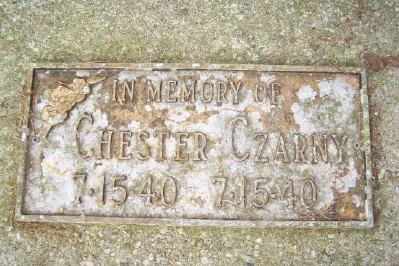 IN MEMORY OF
CHESTER CZARNY
7·15·40 7·15·40